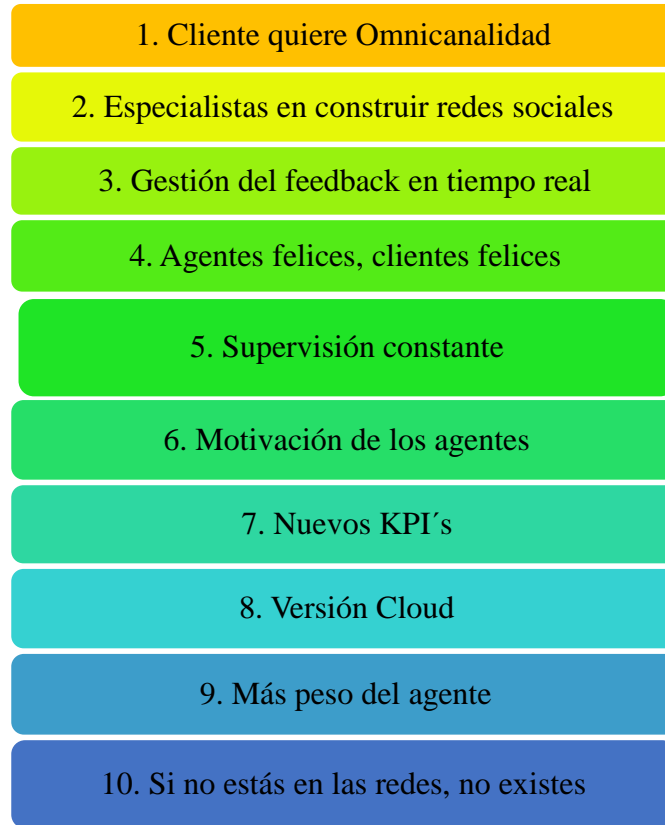 1. Cliente quiere Omnicanalidad
2. Especialistas en construir redes sociales
3. Gestión del feedback en tiempo real
4. Agentes felices, clientes felices
5. Supervisión constante
6. Motivación de los agentes
7. Nuevos KPI´s
8. Versión Cloud
9. Más peso del agente
10. Si no estás en las redes, no existes